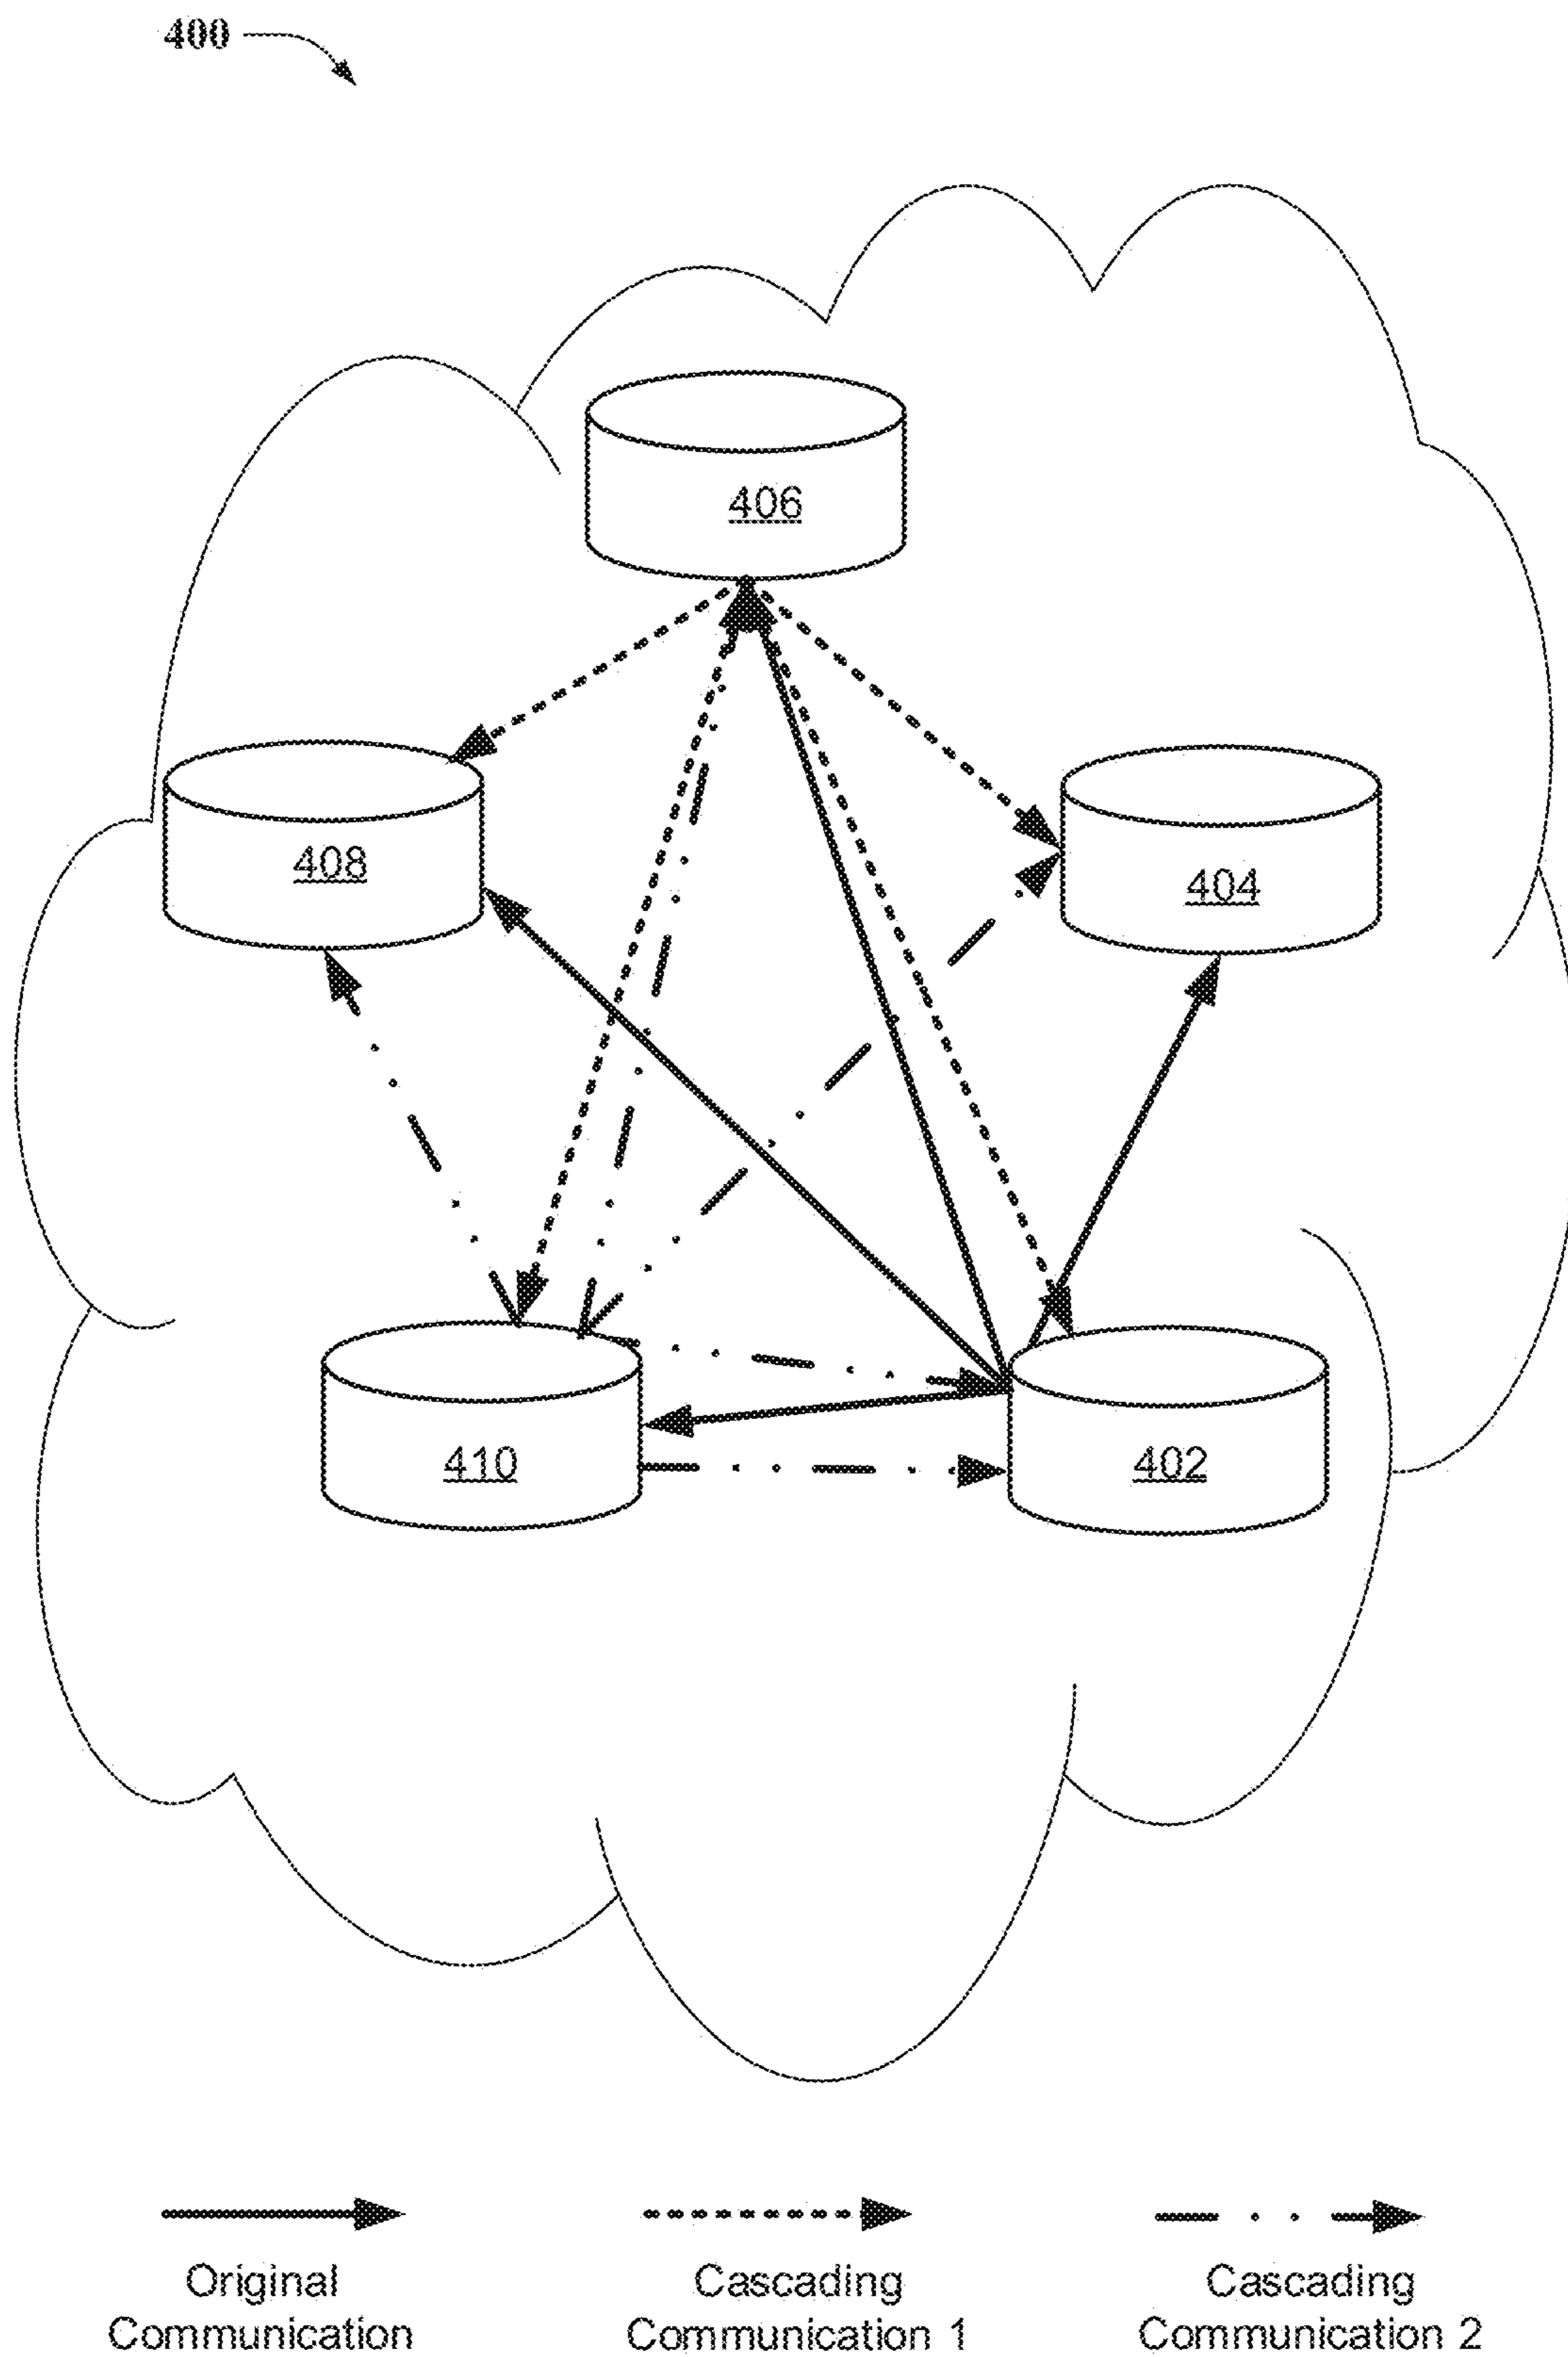 400
406
408
404
410
402
Original
Communication
Cascading
Communication 1
Cascading
Communication 2